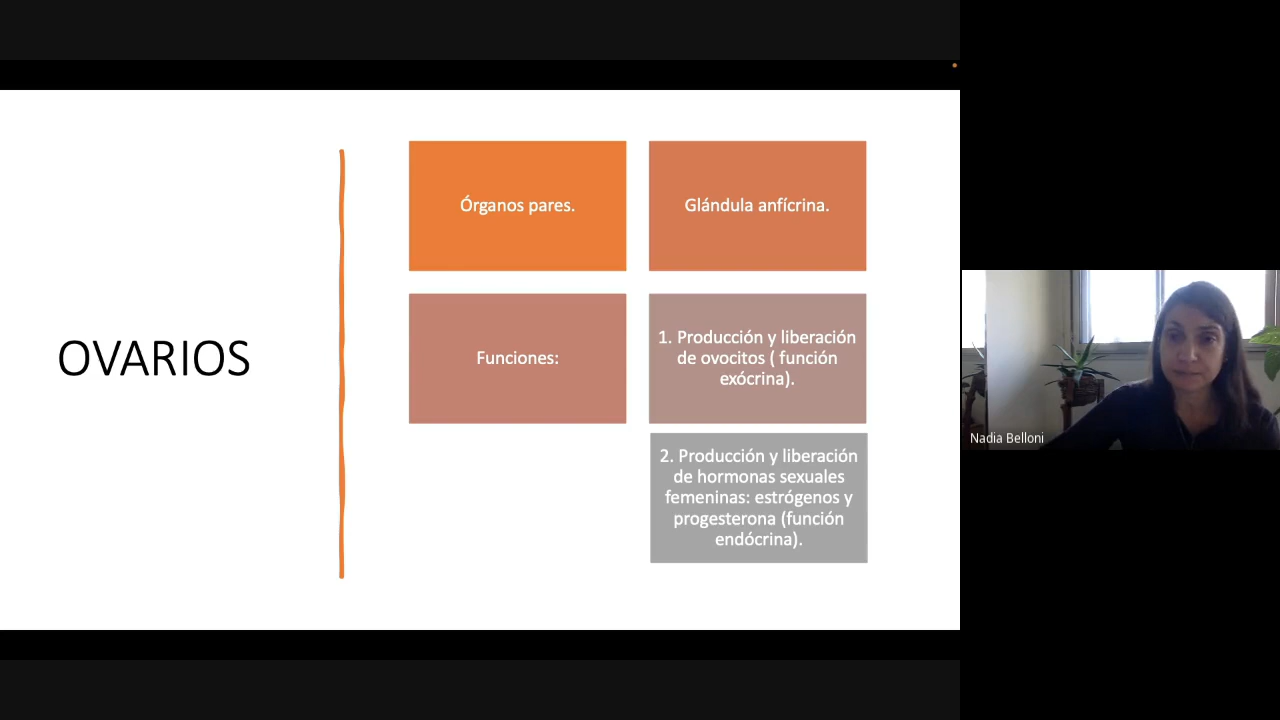 OVARIOS
Órganos pares.
Glándula anfícrina.
Funciones:
1. Producción y liberación
de ovocitos ( función
exócrina).
2. Producción y liberación
de hormonas sexuales
femeninas: estrógenos y
progesterona (función
endócrina).
Nadia Belloni